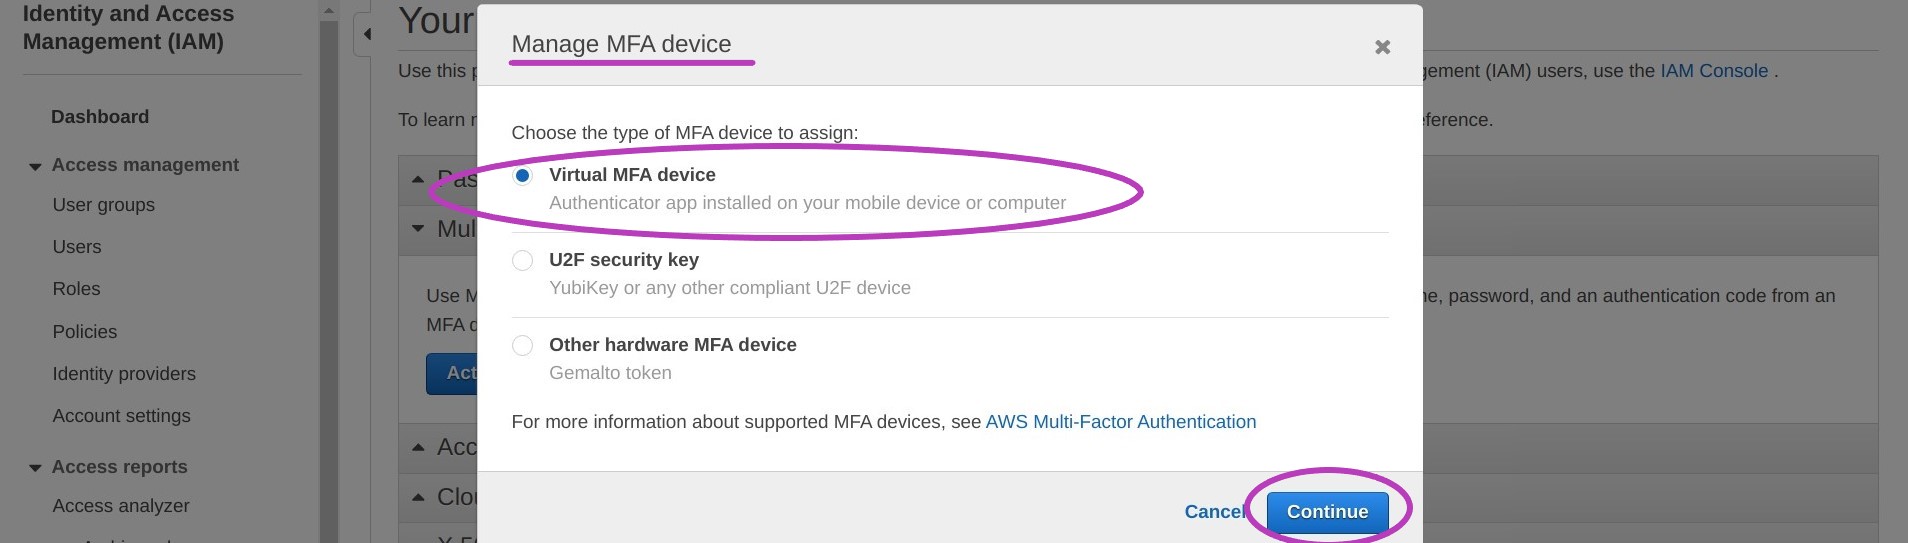 Identity and Access
Management (IAM)
Dashboard
Access management
User groups
Users
Roles
Policies
Identity providers
Account settings
Access reports
Access analyzer
Your
Use this
gement (IAM) users, use the IAM Console .
To learn
eference.
Pas
Mul
Use M
ne, password, and an authentication code from an
MFA d
Act
Acc
Clou
Manage MFA device
Choose the type of MFA device to assign:
Virtual MFA device
Authenticator app installed on your mobile device or computer
U2F security key
YubiKey or any other compliant U2F device
Other hardware MFA device
Gemalto token
For more information about supported MFA devices, see AWS Multi-Factor Authentication
Cancel
Continue